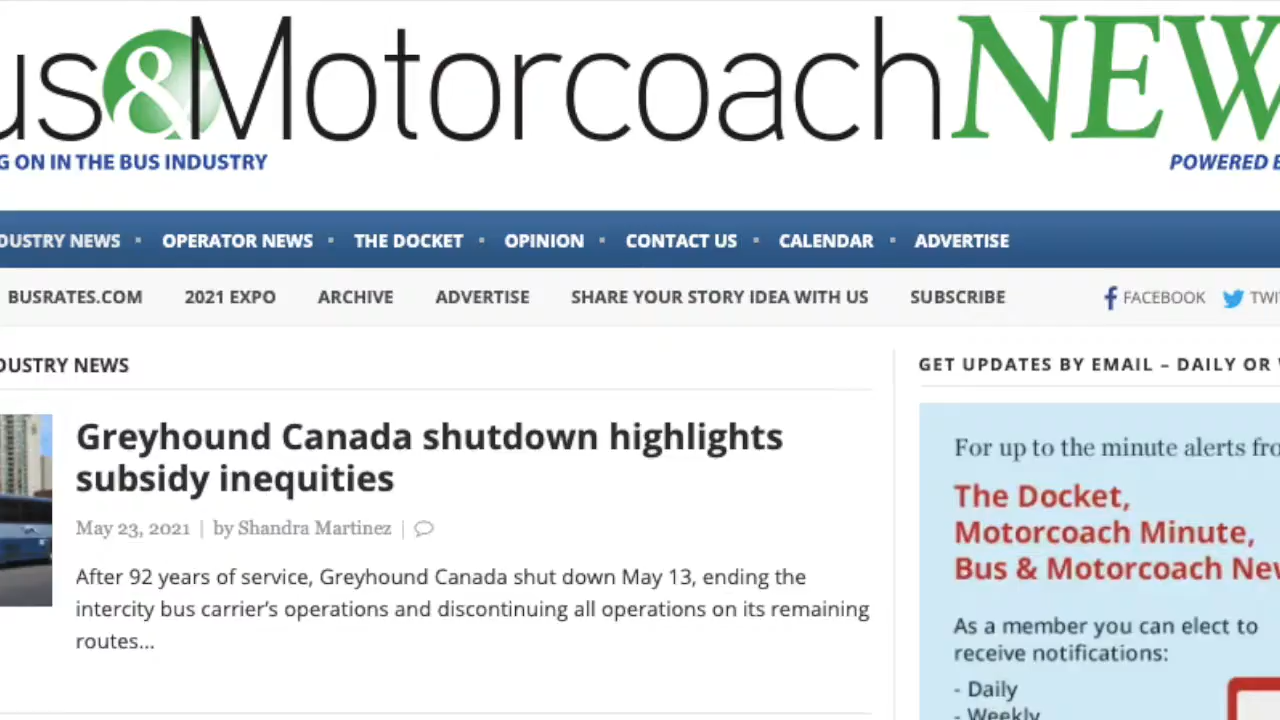 us&MotorcoachNEW
G ON IN THE BUS INDUSTRY
POWERED
DUSTRY NEWS · OPERATOR NEWS · THE DOCKET · OPINION · CONTACT US · CALENDAR · ADVERTISE
BUSRATES.COM 2021 EXPO ARCHIVE ADVERTISE SHARE YOUR STORY IDEA WITH US SUBSCRIBE FACEBOOK TWI
DUSTRY NEWS
Greyhound Canada shutdown highlights
subsidy inequities
May 23, 2021 | by Shandra Martinez |
After 92 years of service, Greyhound Canada shut down May 13, ending the
intercity bus carrier's operations and discontinuing all operations on its remaining
routes...
GET UPDATES BY EMAIL – DAILY OR
For up to the minute alerts fro
The Docket,
Motorcoach Minute,
Bus & Motorcoach Nev
As a member you can elect to
receive notifications:
- Daily
- Weekly